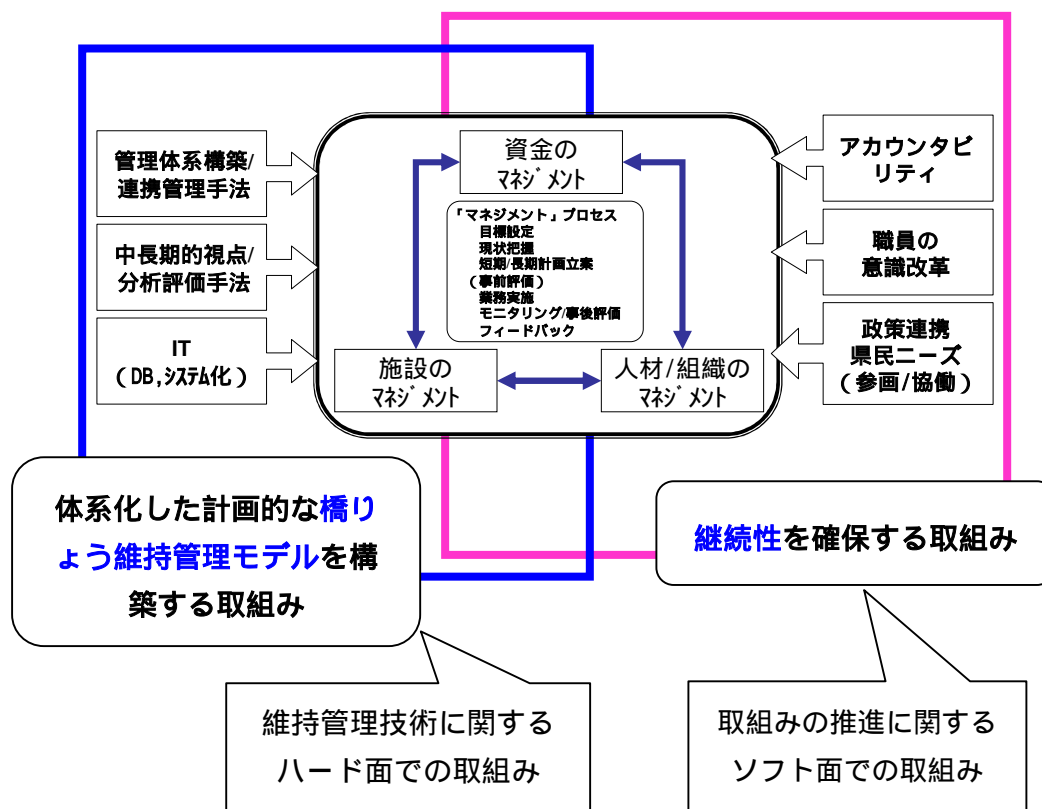 管理体系構築/
連携管理手法
中長期的視点/
分析評価手法
IT
(DB,ｼｽﾃﾑ化)
資金の
ﾏﾈｼﾞﾒﾝﾄ
「マネジメント」プロセス
目標設定
現状把握
短期/長期計画立案
(事前評価)
業務実施
モニタリング/事後評価
フィードバック
施設の
ﾏﾈｼﾞﾒﾝﾄ
人材/組織の
ﾏﾈｼﾞﾒﾝﾄ
アカウンタビ
リティ
職員の
意識改革
政策連携
県民ニーズ
(参画/協働)
体系化した計画的な橋り
ょう維持管理モデルを構
築する取組み
継続性を確保する取組み
維持管理技術に関する
ハード面での取組み
取組みの推進に関する
ソフト面での取組み